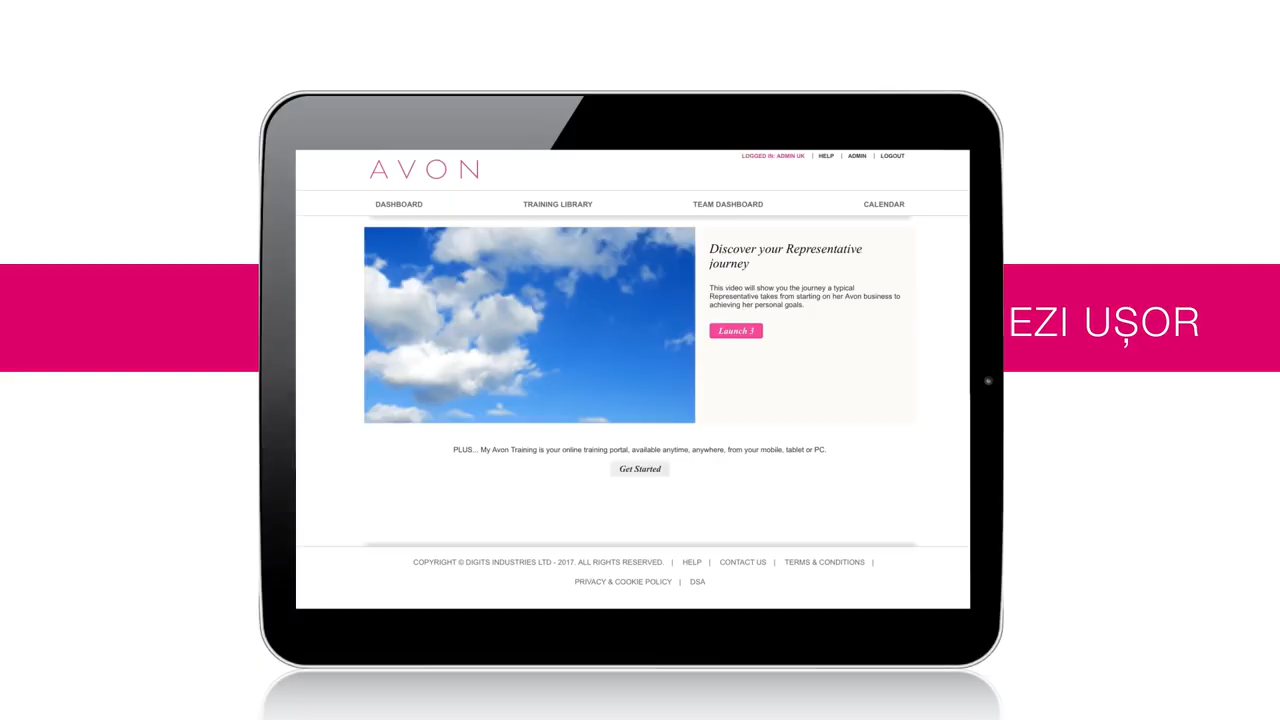 LOGGED IN: ADMIN UK | HELP | ADMIN | LOGOUT
AVON
DASHBOARD TRAINING LIBRARY TEAM DASHBOARD CALENDAR
Discover your Representative
journey
This video will show you the journey a typical
Representative takes from starting on her Avon business to
achieving her personal goals.
Launch 3
EZI UȘOR
PLUS... My Avon Training is your online training portal, available anytime, anywhere, from your mobile, tablet or PC.
Get Started
COPYRIGHT © DIGITS INDUSTRIES LTD - 2017. ALL RIGHTS RESERVED. | HELP | CONTACT US | TERMS & CONDITIONS |
PRIVACY & COOKIE POLICY | DSA